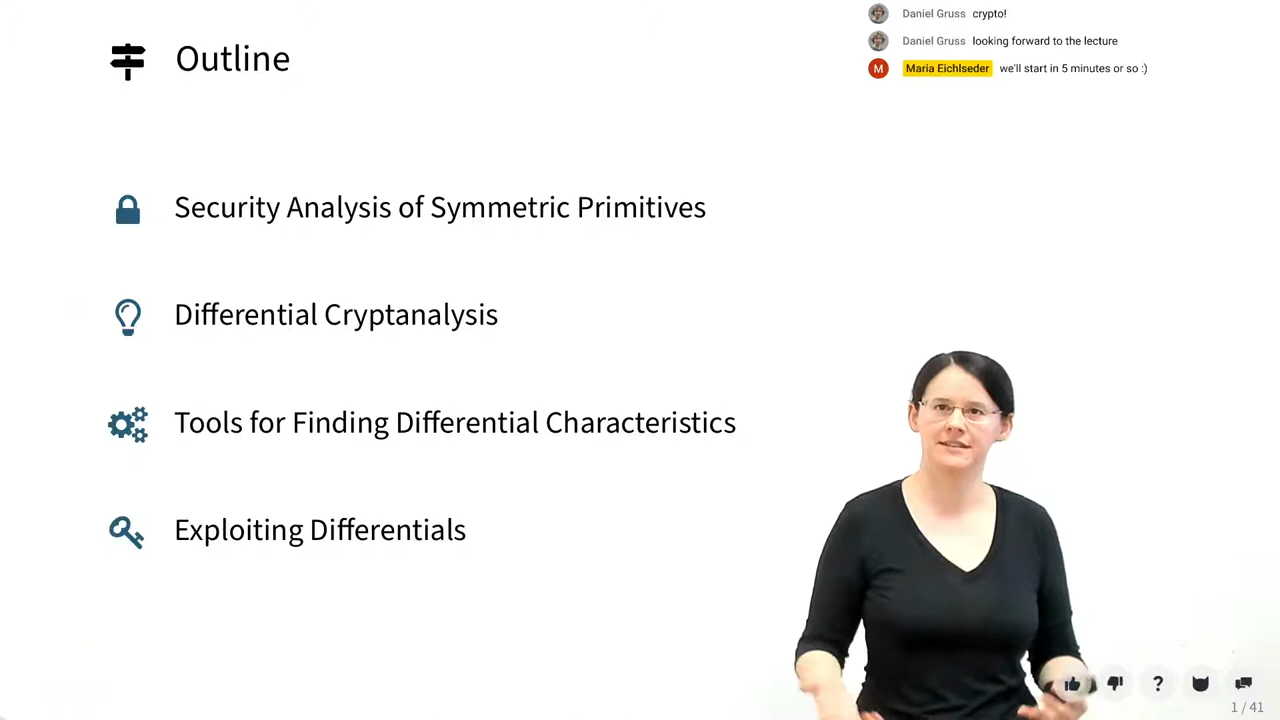 Outline
Daniel Gruss crypto!
Daniel Gruss looking forward to the lecture
M Maria Eichlseder we'll start in 5 minutes or so :)
Security Analysis of Symmetric Primitives
Differential Cryptanalysis
Tools for Finding Differential Characteristics
Exploiting Differentials
?
1 / 41